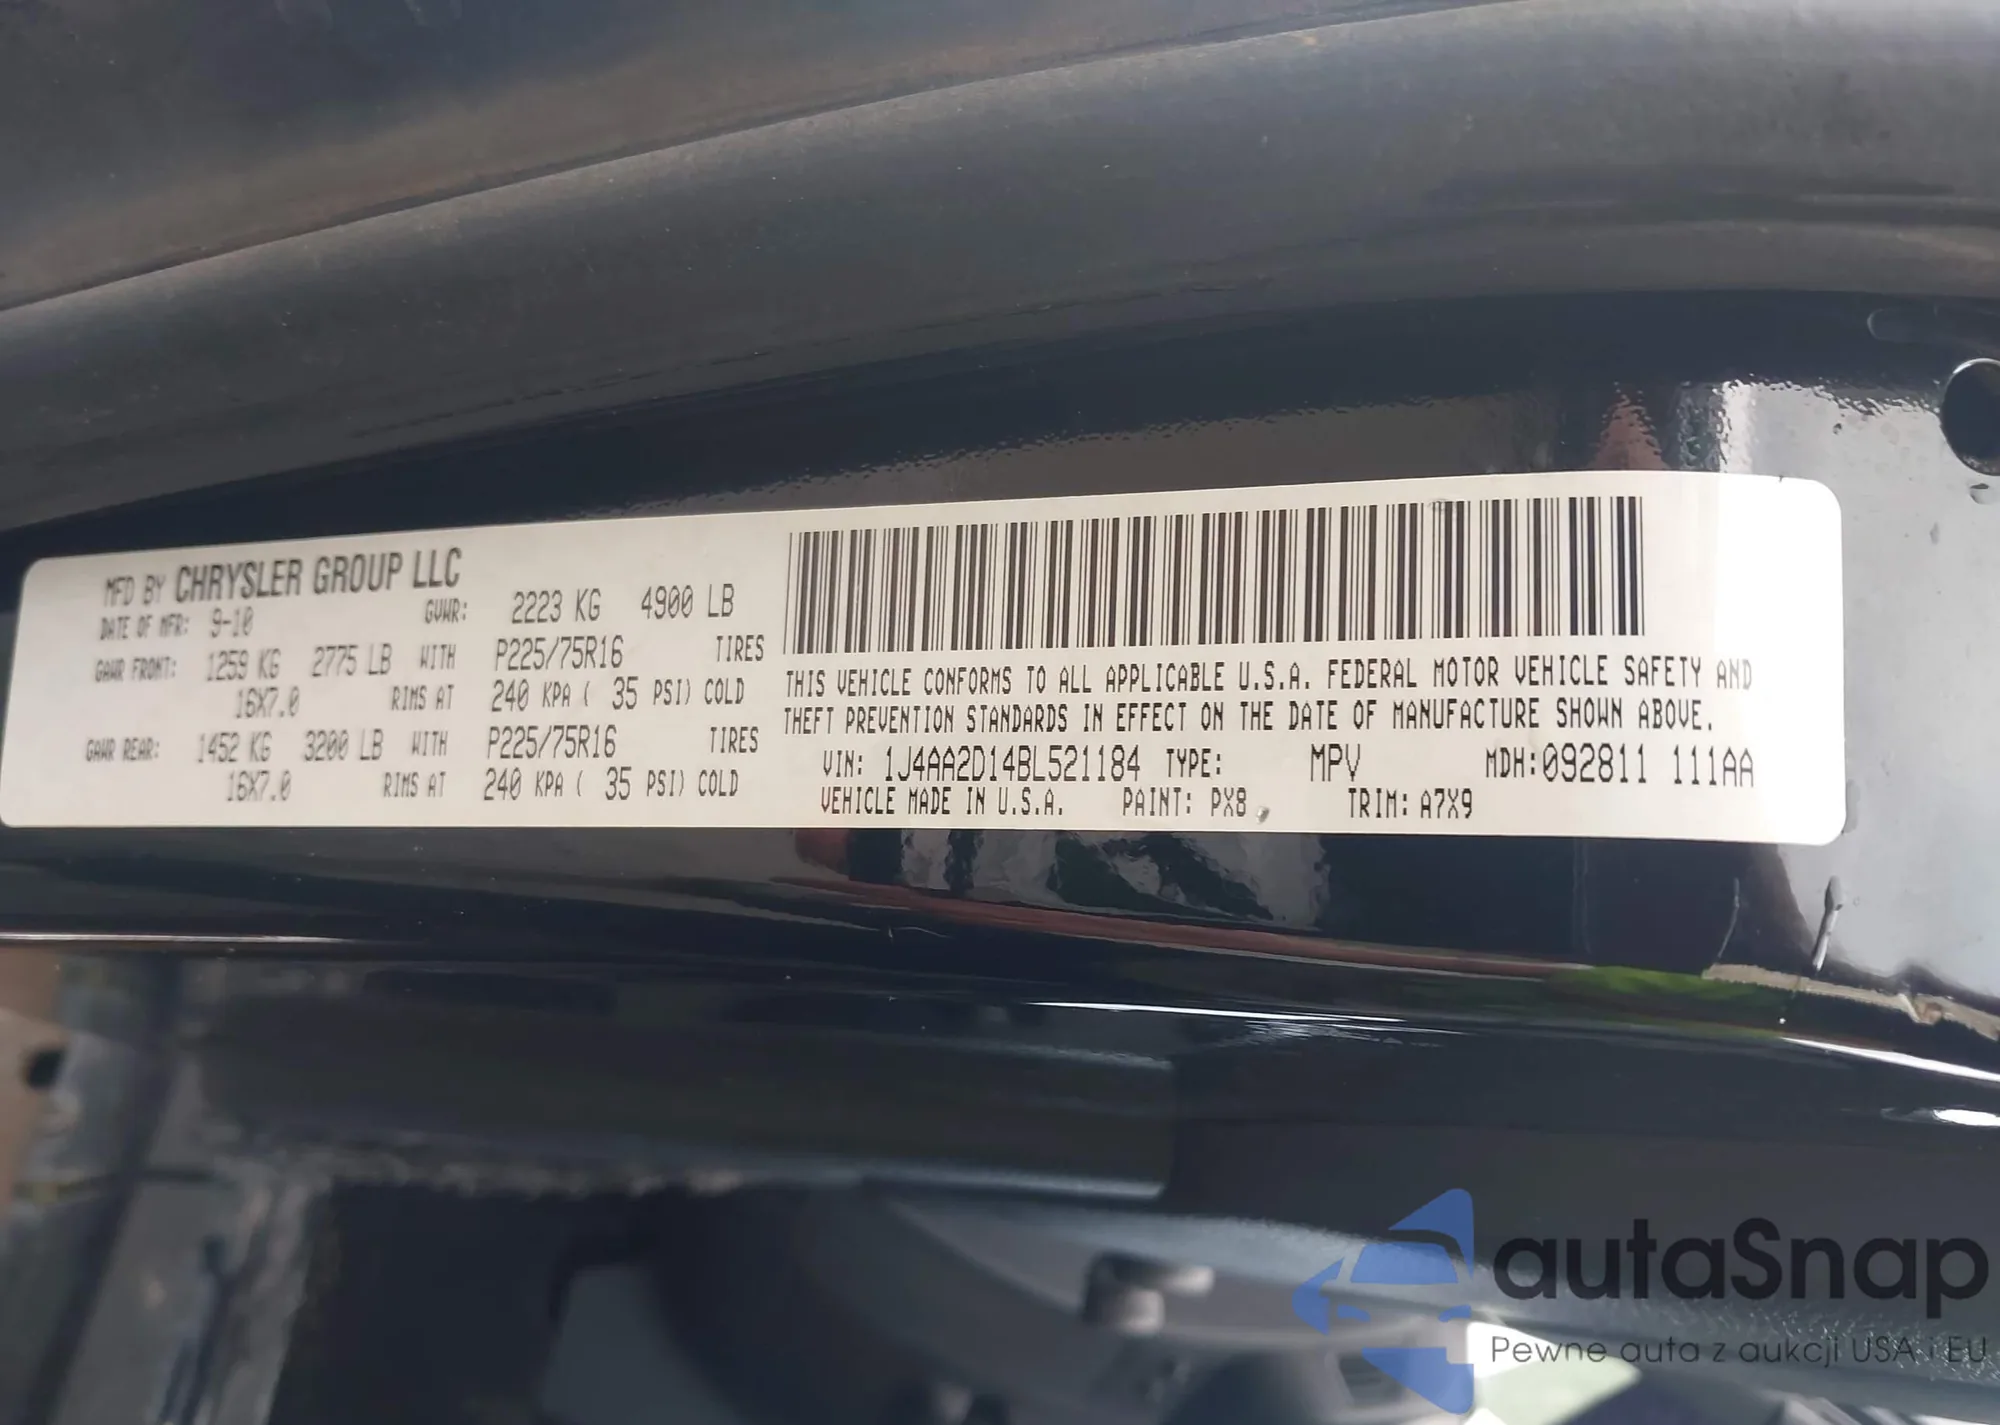 MFD BY CHRYSLER GROUP LLC
DATE OF MFR: 9-10 GVWR: 2223 KG 4900 LB
GAWR FRONT: 1259 KG 2775 LB WITH P225/75R16 TIRES
16X7.0 RIMS AT 240 KPA ( 35 PSI) COLD
GAWR REAR: 1452 KG 3200 LB WITH P225/75R16 TIRES
16X7.0 RIMS AT 240 KPA ( 35 PSI) COLD
THIS VEHICLE CONFORMS TO ALL APPLICABLE U.S.A. FEDERAL MOTOR VEHICLE SAFETY AND
THEFT PREVENTION STANDARDS IN EFFECT ON THE DATE OF MANUFACTURE SHOWN ABOVE.
VIN: 1J4AA2D14BL521184 TYPE: MPV MDH:092811 111AA
VEHICLE MADE IN U.S.A. PAINT: PX8 TRIM: A7X9
autaSnap
Pewne auta z aukcji USA i EU